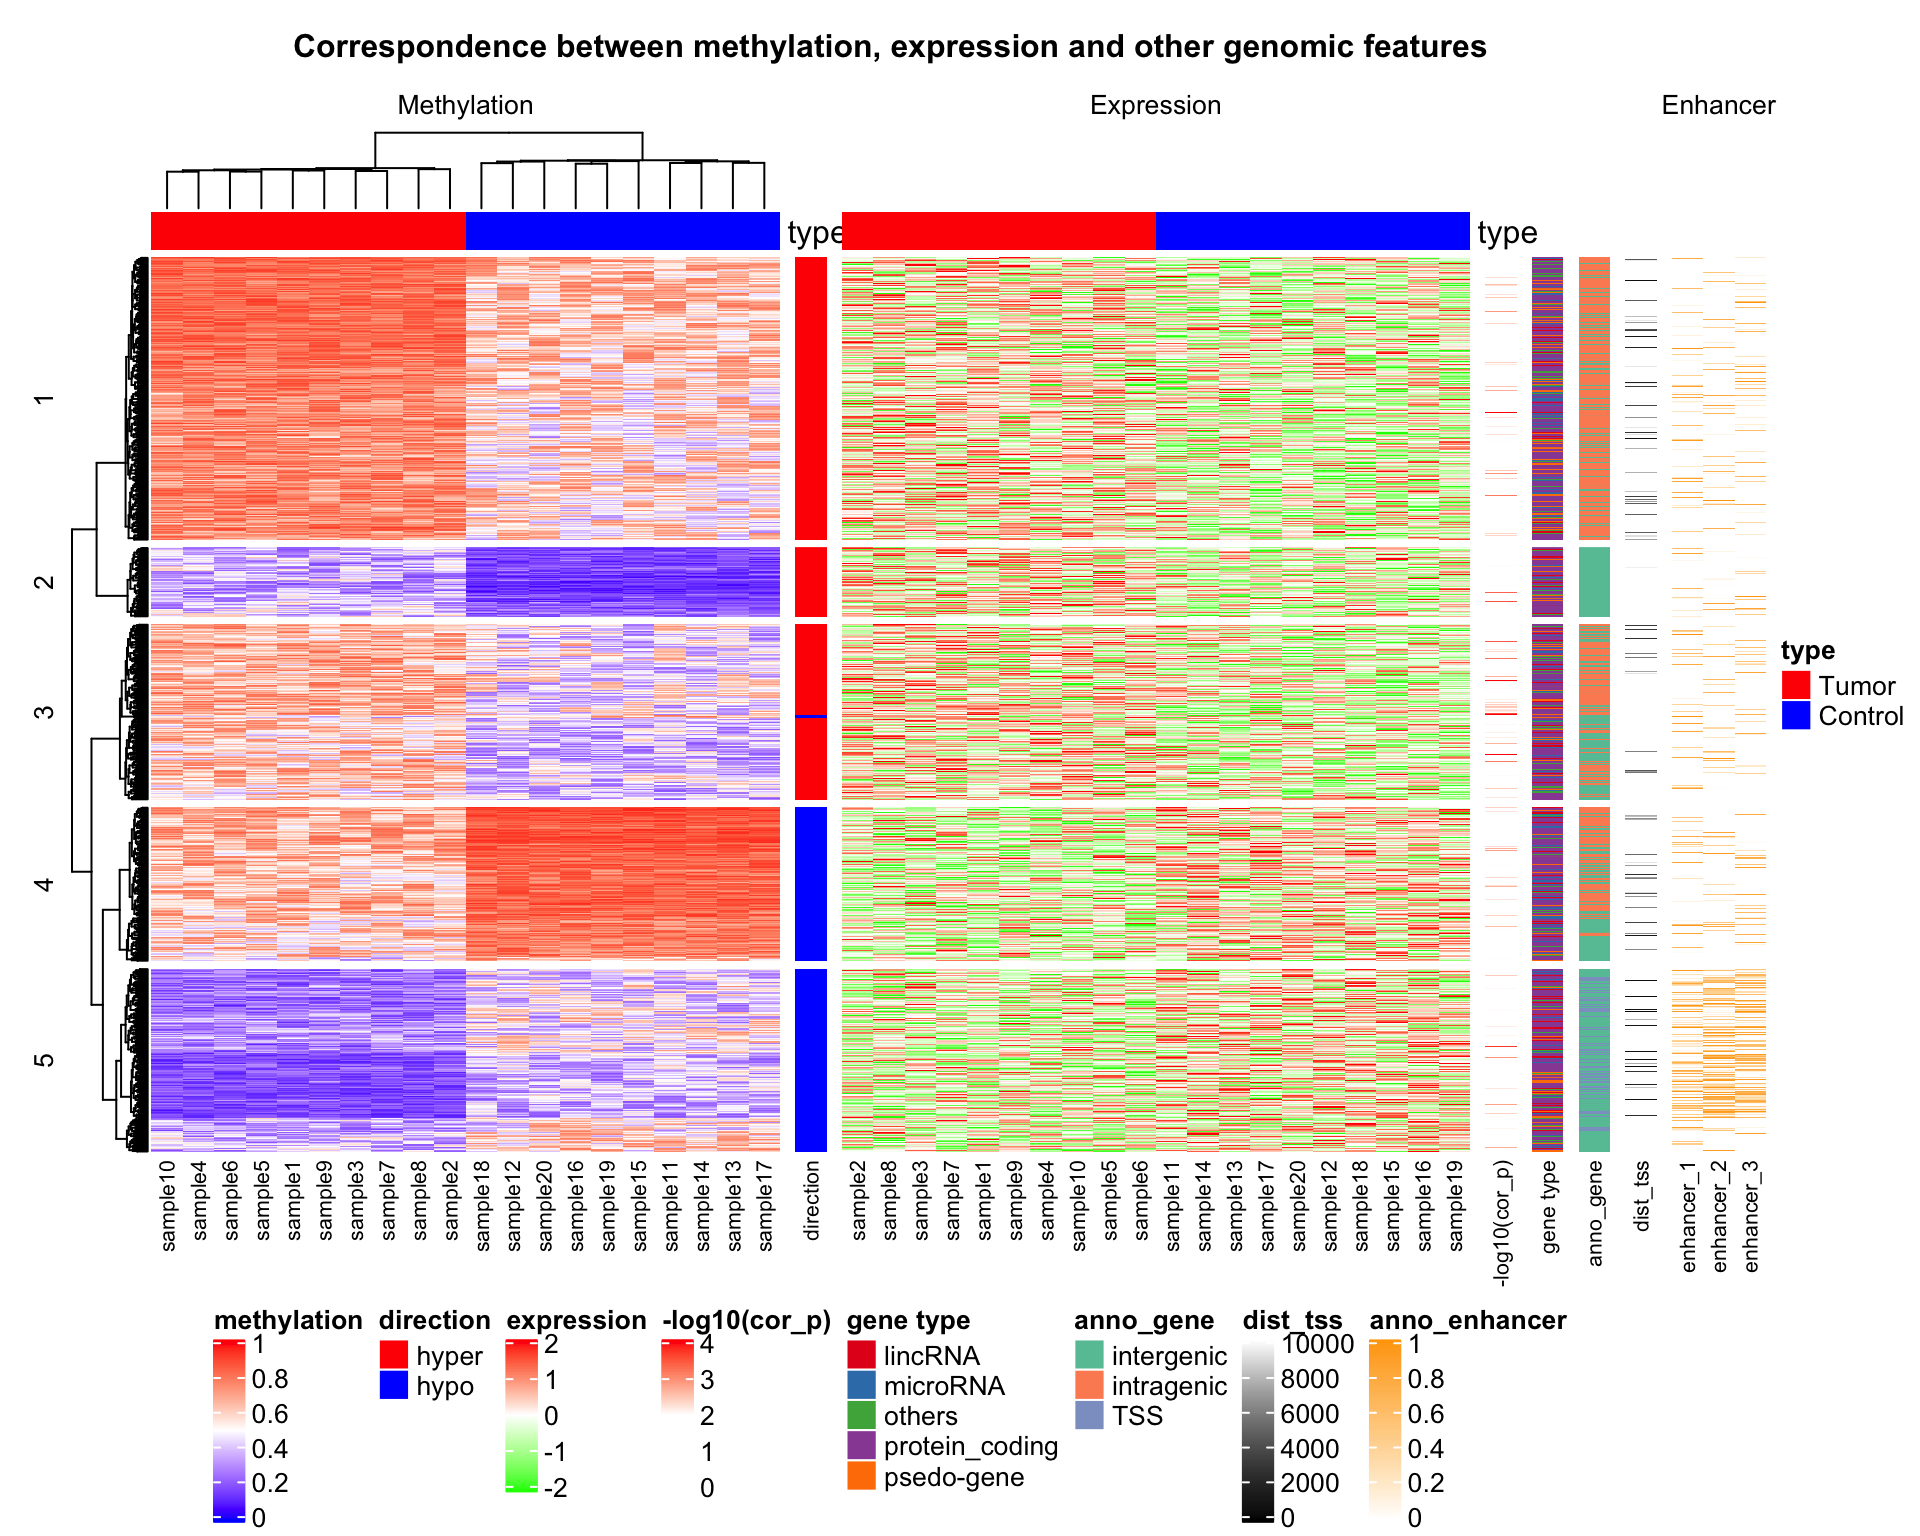 Correspondence between methylation, expression and other genomic features
Methylation
Expression
Enhancer
type
type
1
2
3
4
5
type
Tumor
Control
sample10
sample4
sample6
sample5
sample1
sample9
sample3
sample7
sample8
sample2
sample18
sample12
sample20
sample16
sample19
sample15
sample11
sample14
sample13
sample17
direction
sample2
sample8
sample3
sample7
sample1
sample9
sample4
sample10
sample5
sample6
sample11
sample14
sample13
sample17
sample20
sample12
sample18
sample15
sample16
sample19
-log10(cor_p)
gene type
anno_gene
dist_tss
enhancer_1
enhancer_2
enhancer_3
methylation
1
0.8
0.6
0.4
0.2
0
direction
hyper
hypo
expression
2
1
0
-1
-2
-log10(cor_p)
4
3
2
1
0
gene type
lincRNA
microRNA
others
protein_coding
psedo-gene
anno_gene
intergenic
intragenic
TSS
dist_tss
10000
8000
6000
4000
2000
0
anno_enhancer
1
0.8
0.6
0.4
0.2
0